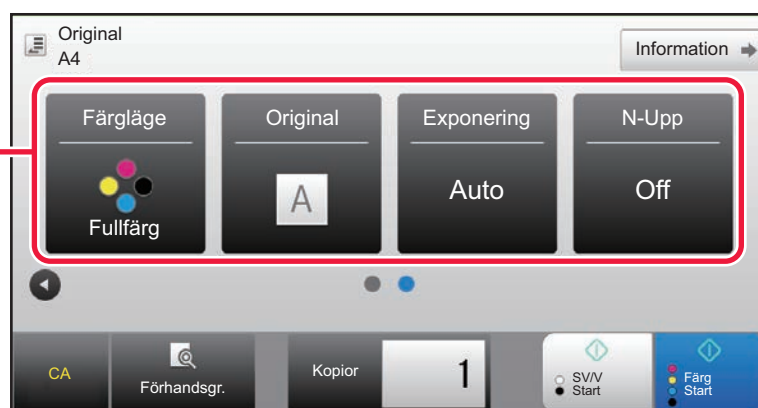 Original
A4
Information
Färgläge
Original
Exponering
N-Upp
A
Auto
Off
Fullfärg
CA
Förhandsgr.
Kopior
1
SV/V
Start
Färg
Start